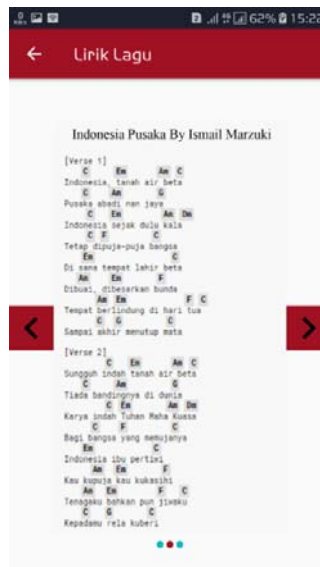 62% 15:22
Lirik Lagu
Indonesia Pusaka By Ismail Marzuki
[Verse 1]
C Em Am C
Indonesia, tanah air beta
C Am G
Pusaka abadi nan jaya
C Em Am Dm
Indonesia sejak dulu kala
C F C
Tetap dipuja-puja bangsa
Em C
Di sana tempat lahir beta
Am Em F
Dibuai, dibesarkan bunda
Am Em F C
Tempat berlindung di hari tua
C G C
Sampai akhir menutup mata
[Verse 2]
C Em Am C
Sungguh indah tanah air beta
C Am G
Tiada bandingnya di dunia
C Em Am Dm
Karya indah Tuhan Maha Kuasa
C F C
Bagi bangsa yang memujanya
Em C
Indonesia ibu pertiwi
Am Em F
Kau kupuja kau kukasihi
Am Em F C
Tenagaku bahkan pun jiwaku
C G C
Kepadamu rela kuberi